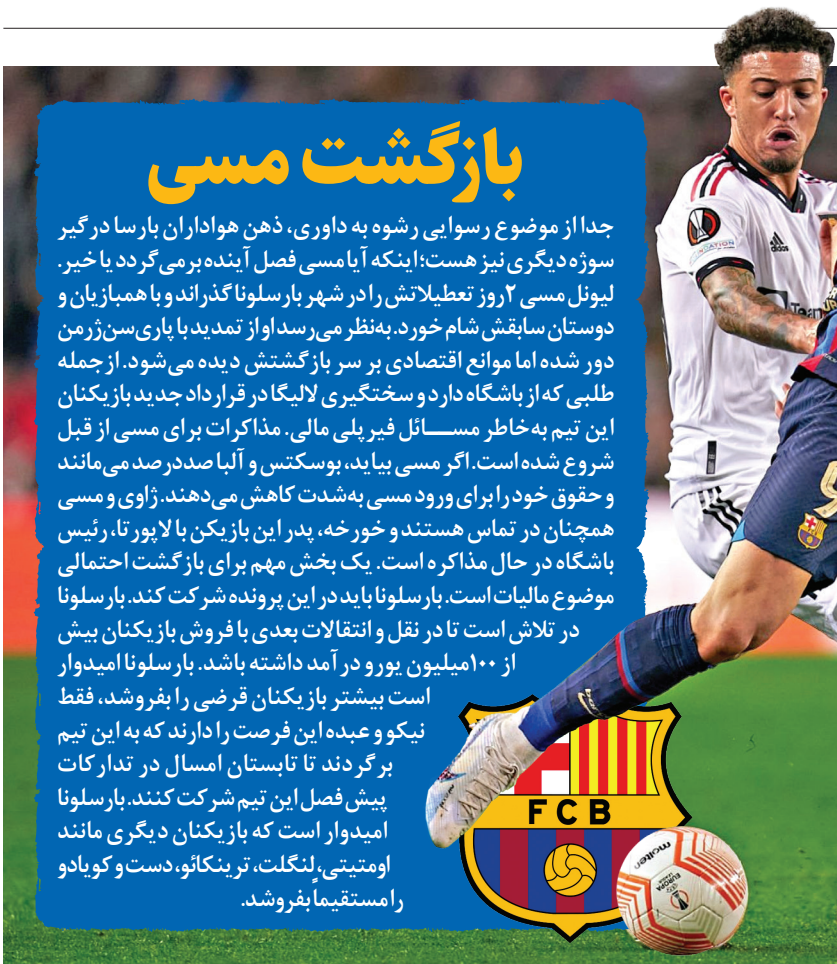 بازگشت مسی
جدا از موضوع رسوایی رشوه به داوری، ذهن هواداران بارسا درگیر
سوژه دیگری نیز هست؛ اینکه آیا مسی فصل آینده برمی‌گردد یا خیر.
لیونل مسی ۲روز تعطیلاتش را در شهر بارسلونا گذراند و با همبازیان و
دوستان سابقش شام خورد. به‌نظر می‌رسد او از تمدید با پاری‌سن‌ژرمن
دور شده اما موانع اقتصادی بر سر بازگشتش دیده می‌شود. ازجمله
طلبی که از باشگاه دارد و سختگیری لالیگا در قرارداد جدید بازیکنان
این تیم به‌خاطر مسائل فیرپلی مالی. مذاکرات برای مسی از قبل
شروع شده است. اگر مسی بیاید، بوسکتس و آلبا صددرصد می‌مانند
و حقوق خود را برای ورود مسی به‌شدت کاهش می‌دهند. ژاوی و مسی
همچنان در تماس هستند و خورخه، پدر این بازیکن با لاپورتا، رئیس
باشگاه در حال مذاکره است. یک بخش مهم برای بازگشت احتمالی
موضوع مالیات است. بارسلونا باید در این پرونده شرکت کند. بارسلونا
در تلاش است تا در نقل و انتقالات بعدی با فروش بازیکنان بیش
از ۱۰۰میلیون یورو درآمد داشته باشد. بارسلونا امیدوار
است بیشتر بازیکنان قرضی را بفروشد، فقط
نیکو و عبده این فرصت را دارند که به این تیم
برگردند تا تابستان امسال در تدارکات
پیش‌فصل این تیم شرکت کنند. بارسلونا
امیدوار است که بازیکنان دیگری مانند
اومتیتی، لنگلت، ترینکائو، دست و کویادو
را مستقیماً بفروشد.
adidas
Team
9
FCB
molten
EUROPA